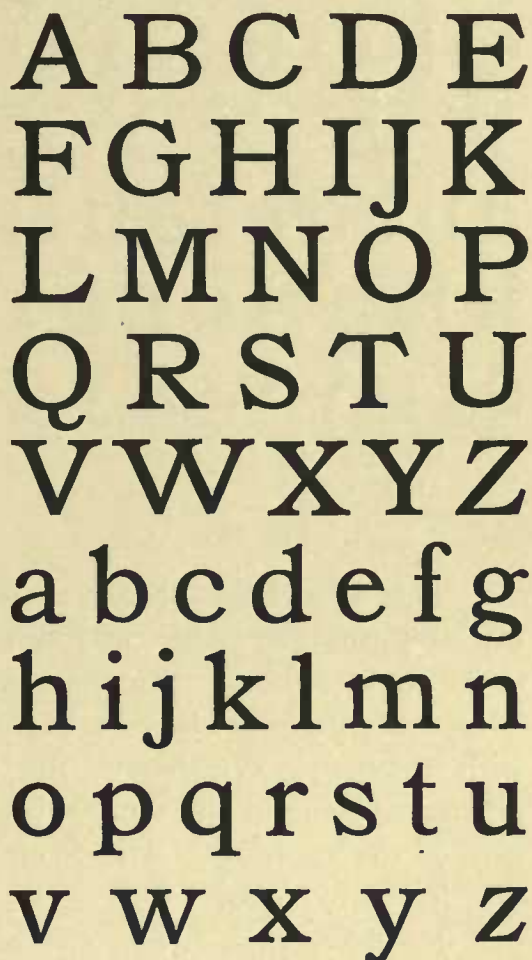 A B C D E
F G H I J K
L M N O P
Q R S T U
V W X Y Z
a b c d e f g
h i j k l m n
o p q r s t u
v w x y z